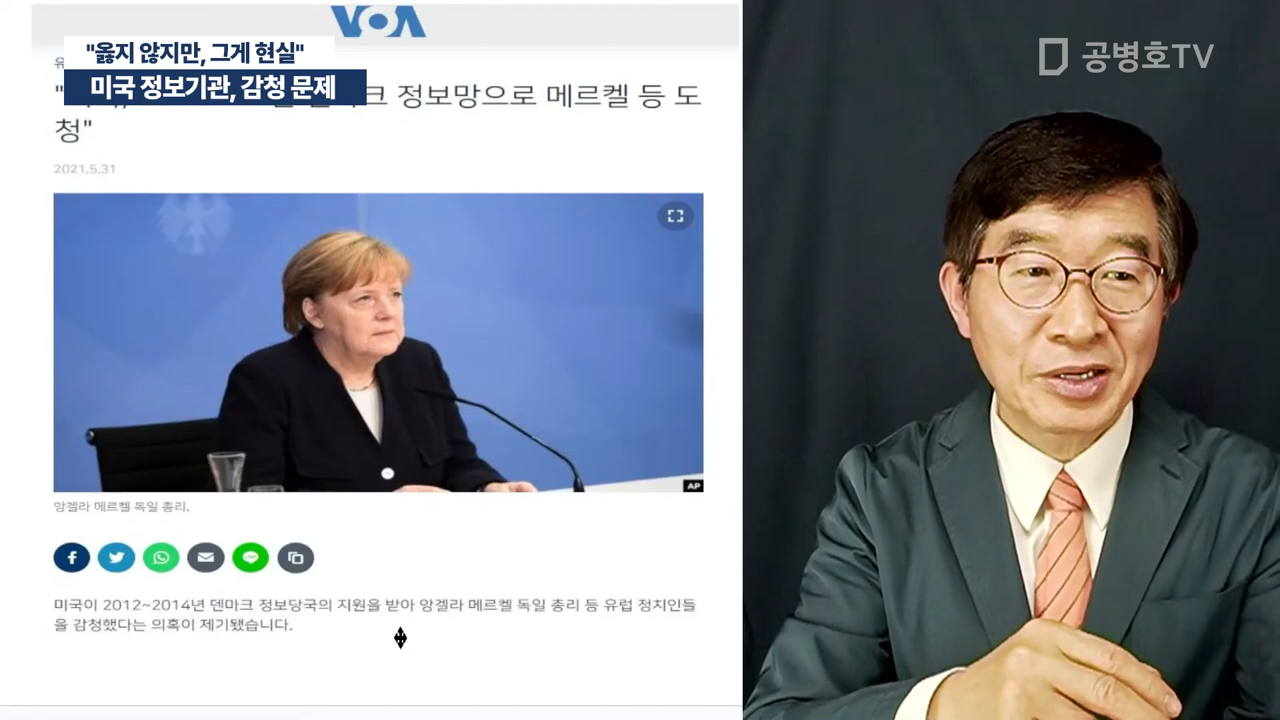 VOA
"옳지 않지만, 그게 현실"
미국 정보기관, 감청 문제
공병호TV
정보망으로 메르켈 등 도
청"
2021.5.31
AP
앙겔라 메르켈 독일 총리.
미국이 2012~2014년 덴마크 정보당국의 지원을 받아 앙겔라 메르켈 독일 총리 등 유럽 정치인들
을 감청했다는 의혹이 제기됐습니다.